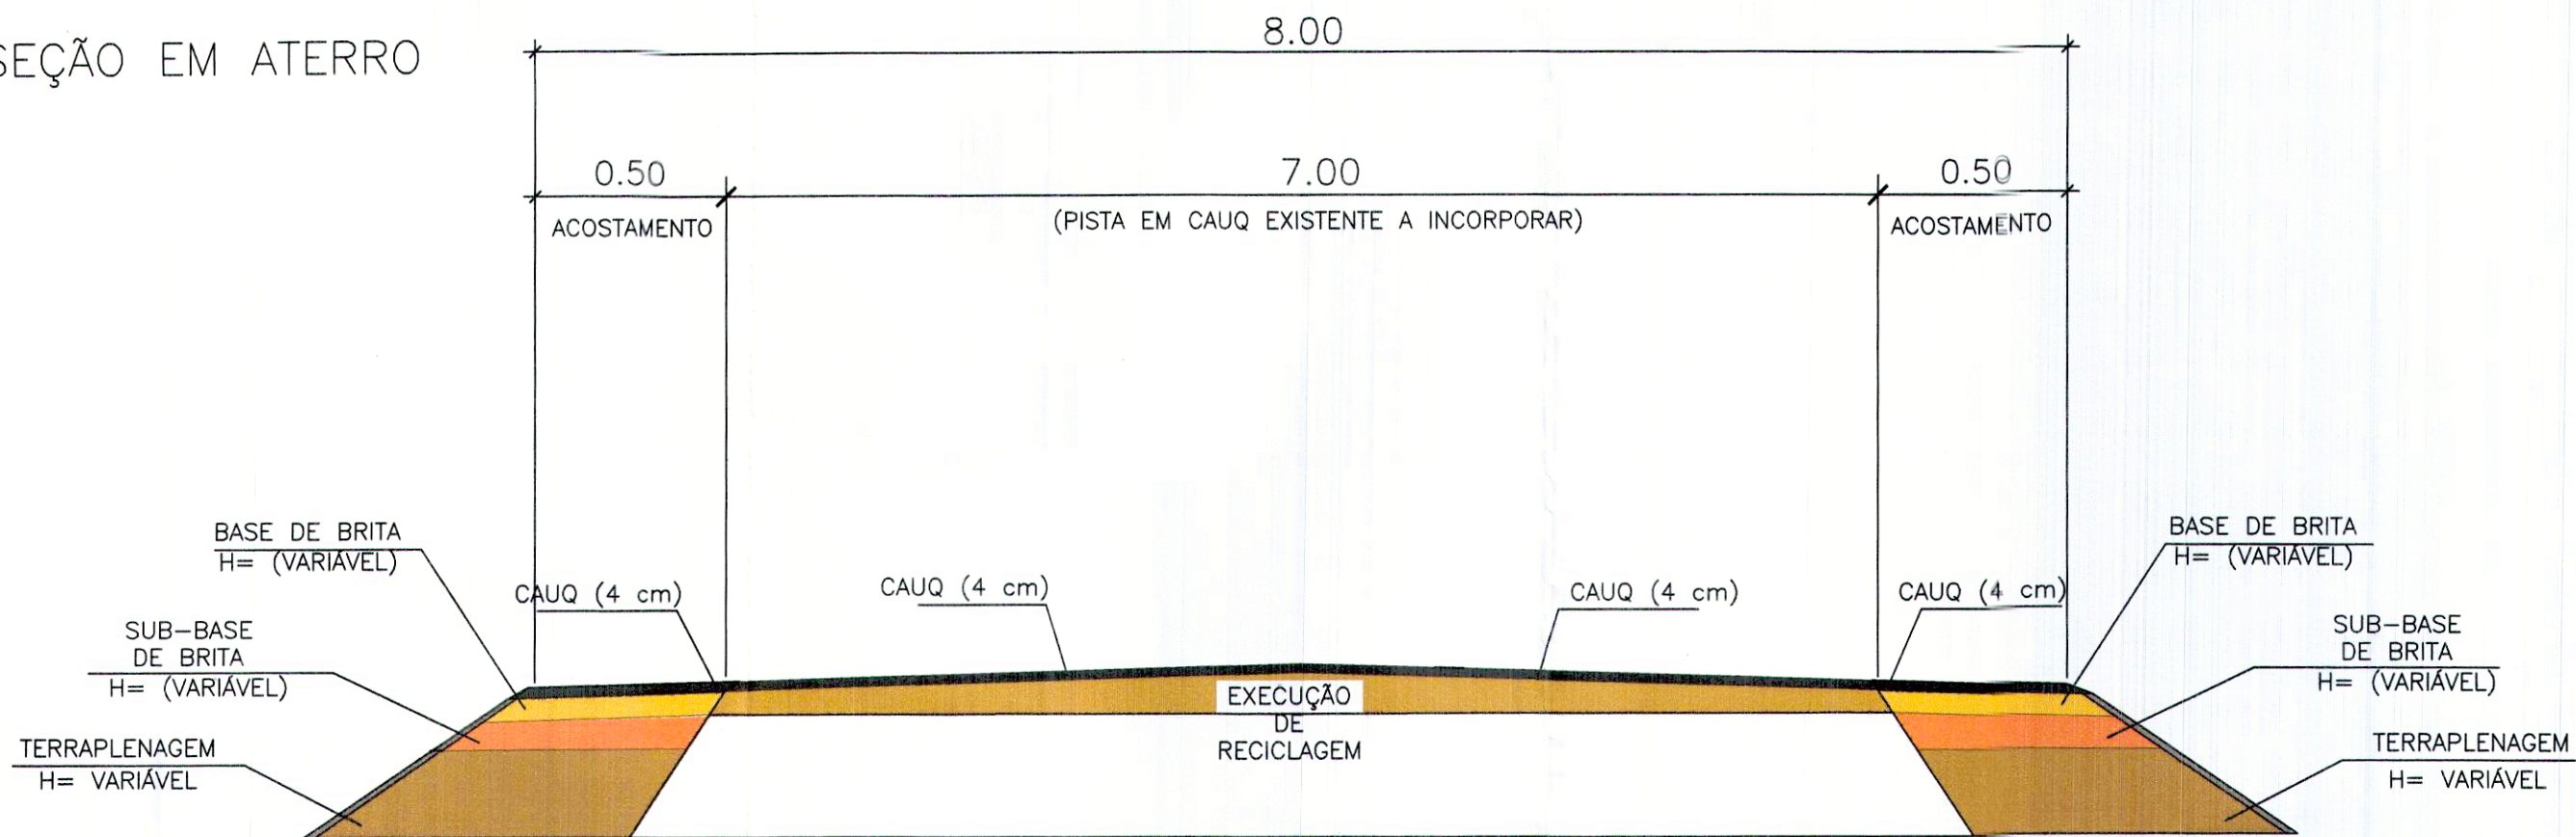 SEÇÃO EM ATERRO
8.00
0.50
7.00
0.50
ACOSTAMENTO
(PISTA EM CAUQ EXISTENTE A INCORPORAR)
ACOSTAMENTO
BASE DE BRITA
H= (VARIÁVEL)
BASE DE BRITA
H= (VARIÁVEL)
CAUQ (4 cm)
CAUQ (4 cm)
CAUQ (4 cm)
CAUQ (4 cm)
SUB-BASE
DE BRITA
H= (VARIÁVEL)
SUB-BASE
DE BRITA
H= (VARIÁVEL)
EXECUÇÃO
DE
RECICLAGEM
TERRAPLENAGEM
H= VARIÁVEL
TERRAPLENAGEM
H= VARIÁVEL